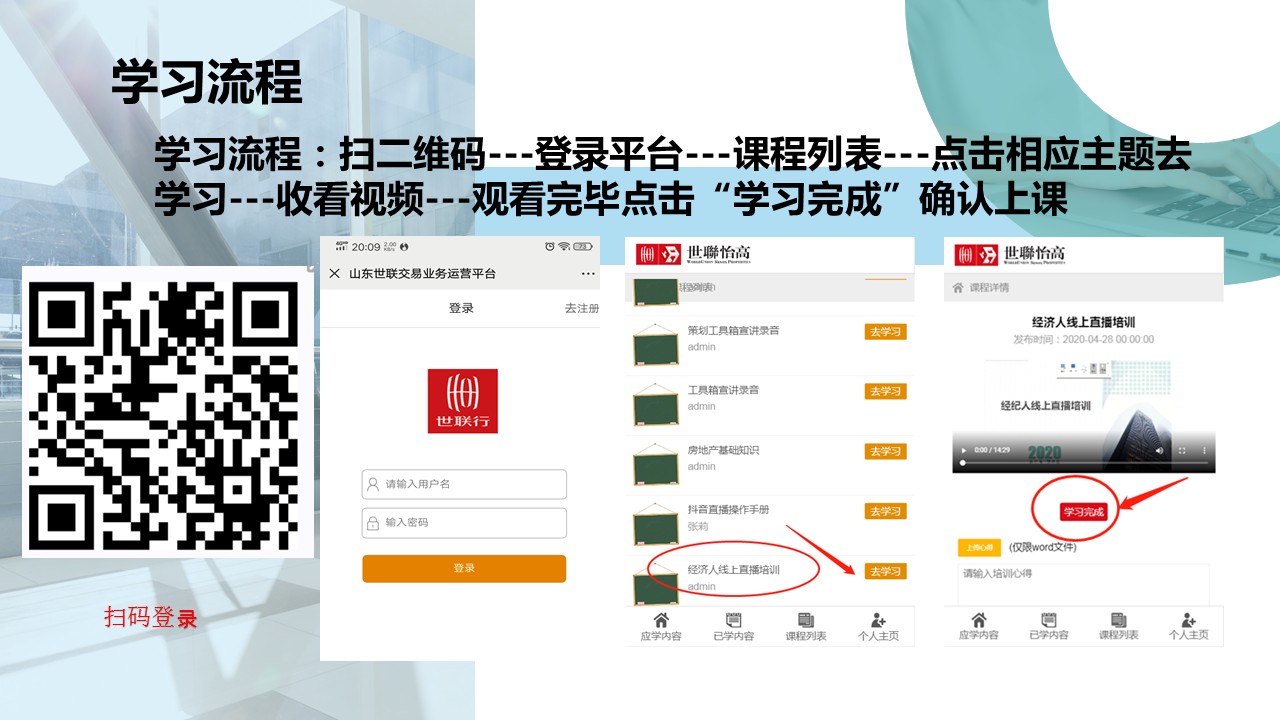 学习流程
学习流程：扫二维码---登录平台---课程列表---点击相应主题去
学习---收看视频---观看完毕点击“学习完成”确认上课
扫码登录
20:09
山东世联交易业务运营平台
登录
去注册
世联行
请输入用户名
输入密码
登录
世聯怡高
WORLDUNION SINGES PROPERTIES
策划工具箱宣讲录音
去学习
admin
工具箱宣讲录音
去学习
admin
房地产基础知识
去学习
admin
抖音直播操作手册
去学习
张莉
经济人线上直播培训
去学习
admin
应学内容
已学内容
课程列表
个人主页
世聯怡高
课程详情
经济人线上直播培训
发布时间：2020-04-28 00:00:00
经纪人线上直播培训
2020
0:00 / 14:29
学习完成
上传心得 (仅限word文件)
请输入培训心得
应学内容
已学内容
课程列表
个人主页